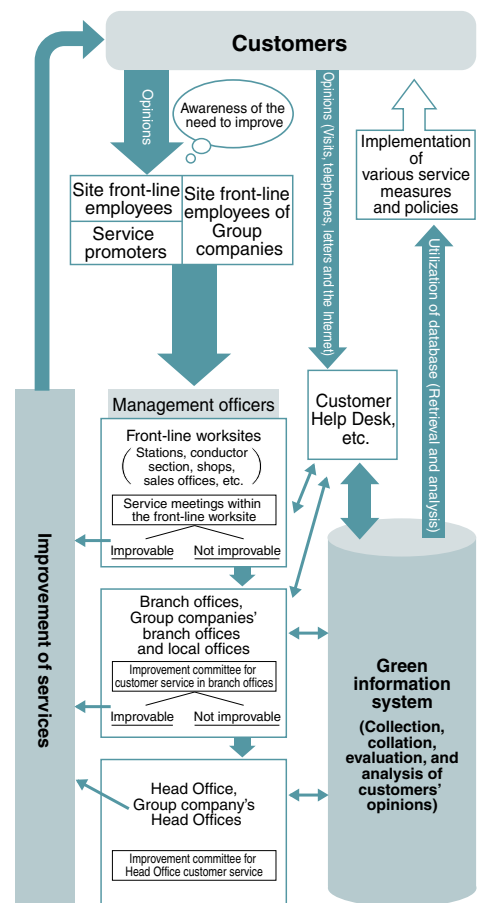 Customers
Opinions
Awareness of the
need to improve
Opinions (Visits, telephones, letters and the Internet)
Implementation
of
various service
measures
and policies
Site front-line
employees
Service
promoters
Site front-line
employees of
Group
companies
Utilization of database (Retrieval and analysis)
Management officers
Front-line worksites
(Stations, conductor
section, shops,
sales offices, etc.)
Service meetings within
the front-line worksite
Improvable
Not improvable
Customer
Help Desk,
etc.
Improvement of services
Branch offices,
Group companies'
branch offices
and local offices
Improvement committee for
customer service in branch offices
Improvable
Not improvable
Green
information
system
(Collection,
collation,
evaluation, and
analysis of
customers'
opinions)
Head Office,
Group company's
Head Offices
Improvement committee for
Head Office customer service